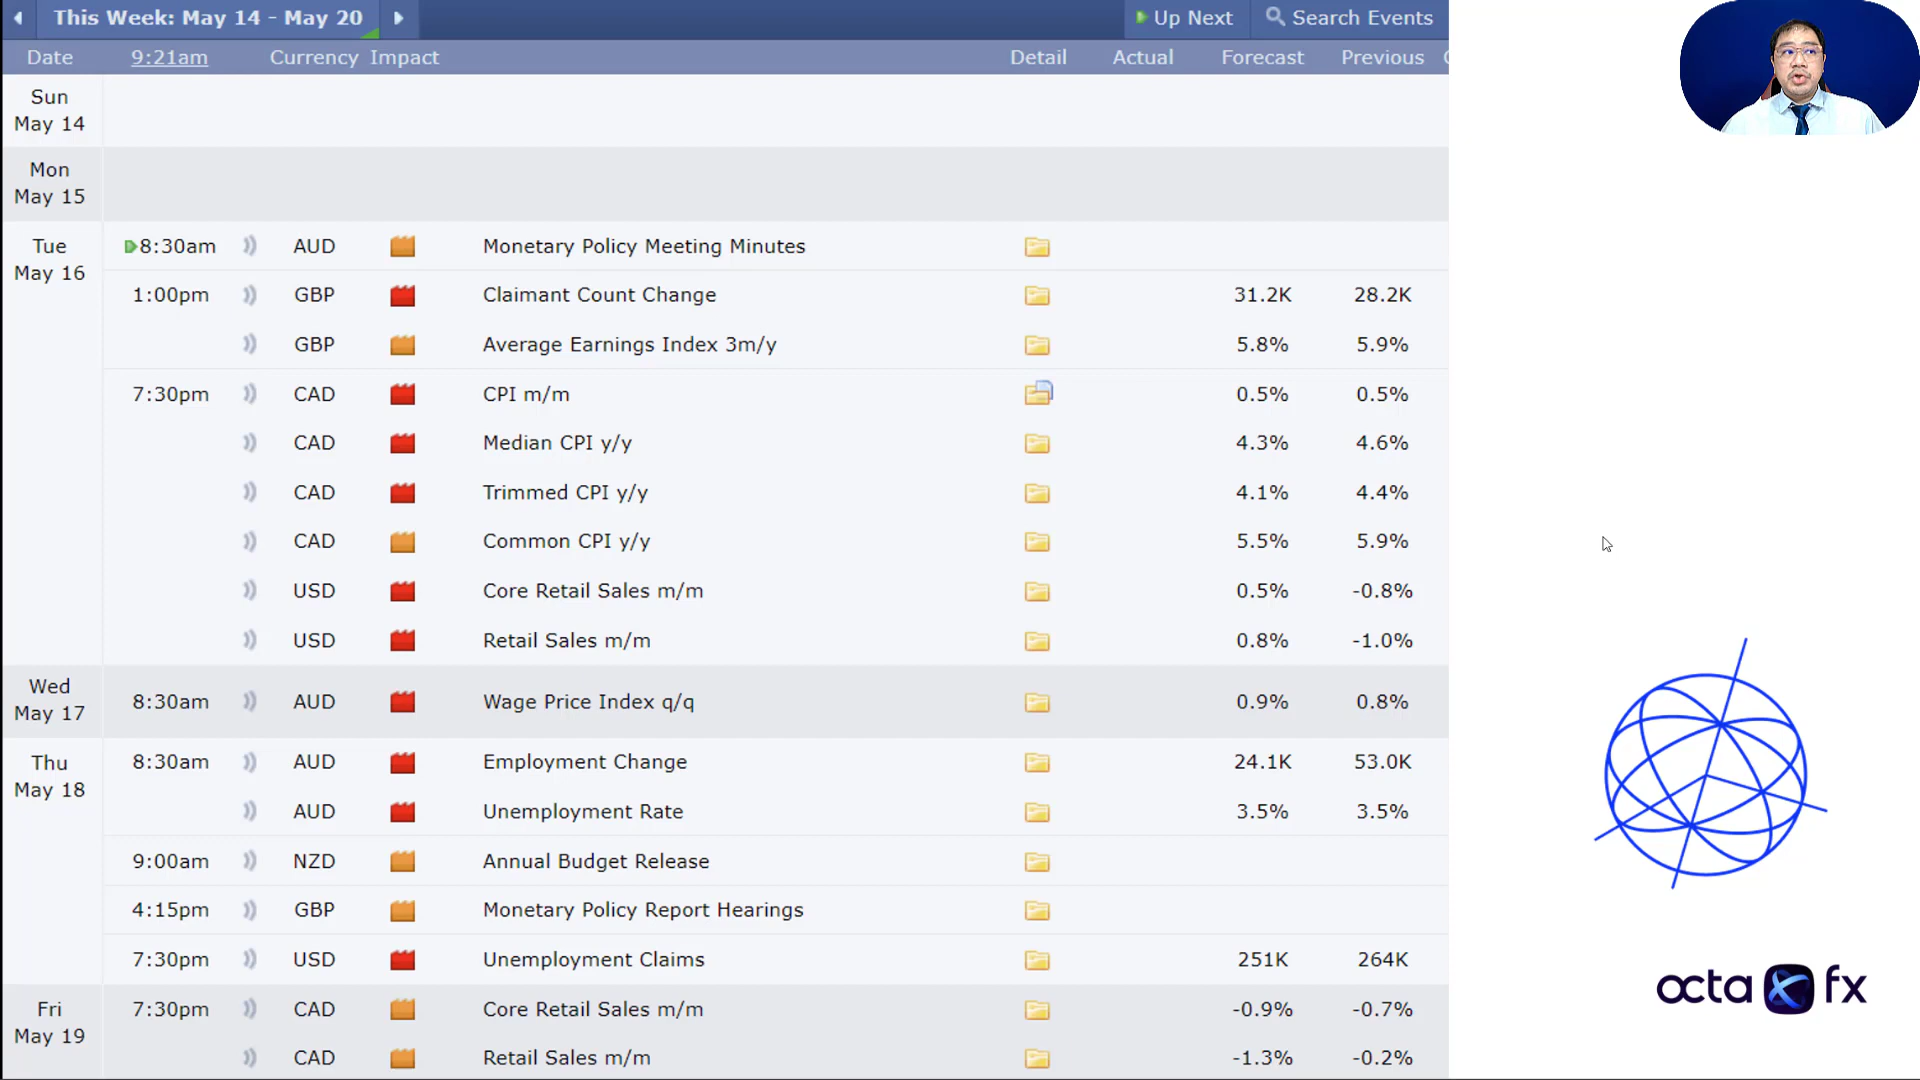 This Week: May 14 - May 20 Up Next Search Events
Date 9:21am Currency Impact Detail Actual Forecast Previous
Sun
May 14
Mon
May 15
Tue
May 16
8:30am AUD Monetary Policy Meeting Minutes
1:00pm GBP Claimant Count Change 31.2K 28.2K
GBP Average Earnings Index 3m/y 5.8% 5.9%
7:30pm CAD CPI m/m 0.5% 0.5%
CAD Median CPI y/y 4.3% 4.6%
CAD Trimmed CPI y/y 4.1% 4.4%
CAD Common CPI y/y 5.5% 5.9%
USD Core Retail Sales m/m 0.5% -0.8%
USD Retail Sales m/m 0.8% -1.0%
Wed
May 17
8:30am AUD Wage Price Index q/q 0.9% 0.8%
Thu
May 18
8:30am AUD Employment Change 24.1K 53.0K
AUD Unemployment Rate 3.5% 3.5%
9:00am NZD Annual Budget Release
4:15pm GBP Monetary Policy Report Hearings
7:30pm USD Unemployment Claims 251K 264K
Fri
May 19
7:30pm CAD Core Retail Sales m/m -0.9% -0.7%
CAD Retail Sales m/m -1.3% -0.2%
octa fx